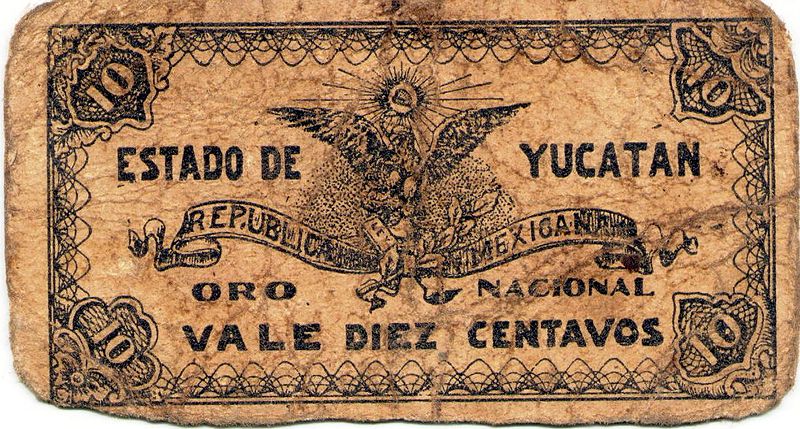 10 10
ESTADO DE YUCATAN
REPUBLICA MEXICANA
ORO NACIONAL
VALE DIEZ CENTAVOS
10 10